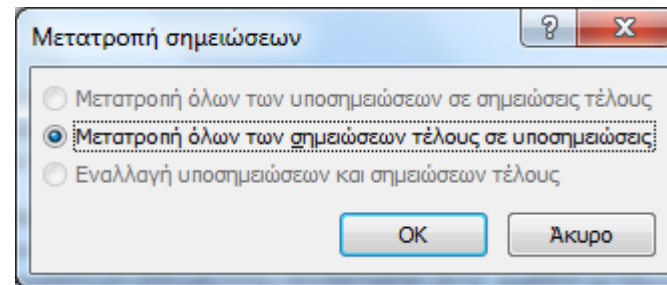 Μετατροπή σημειώσεων
Μετατροπή όλων των υποσημειώσεων σε σημειώσεις τέλους
Μετατροπή όλων των σημειώσεων τέλους σε υποσημειώσεις
Εναλλαγή υποσημειώσεων και σημειώσεων τέλους
OK Άκυρο